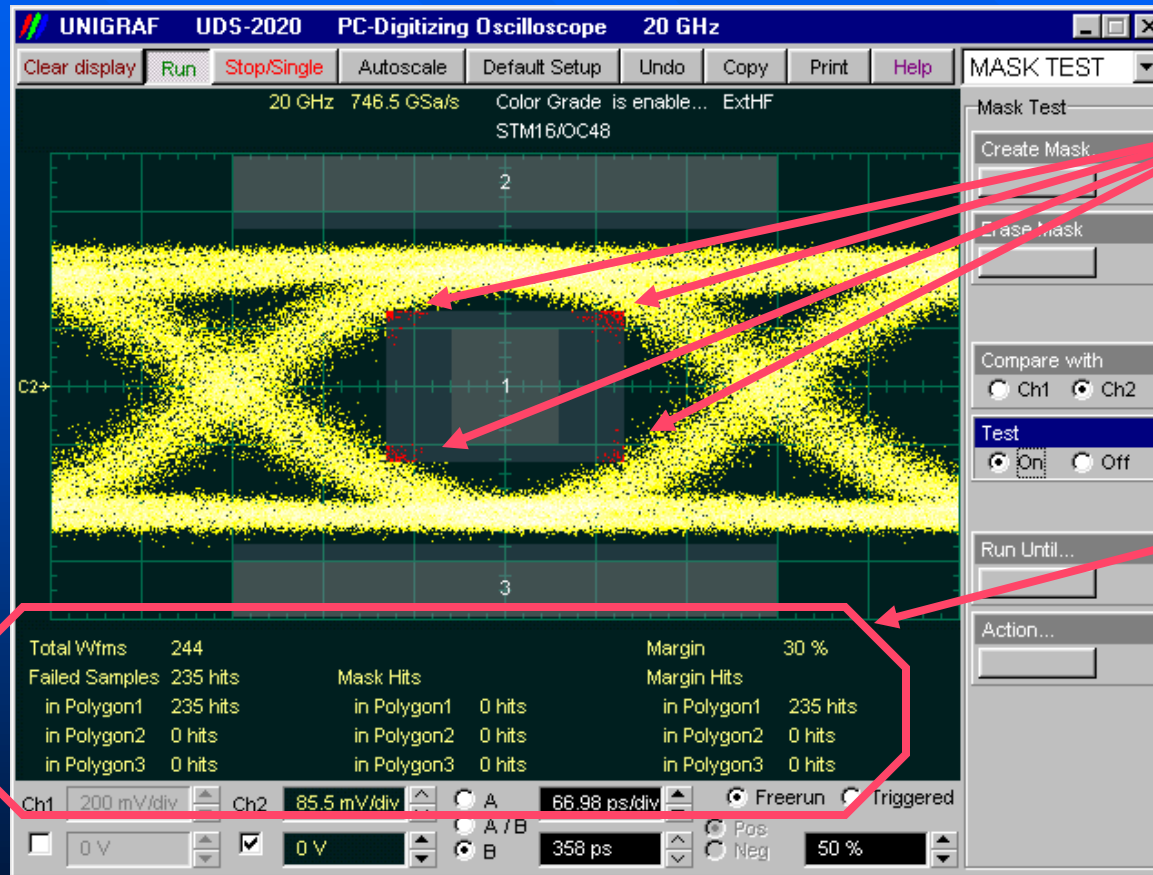 UNIGRAF UDS-2020 PC-Digitizing Oscilloscope 20 GHz
Clear display Run Stop/Single Autoscale Default Setup Undo Copy Print Help MASK TEST
20 GHz 746.5 GSa/s Color Grade is enable... ExtHF
STM16/OC48
Mask Test
Create Mask
2
Erase Mask
Compare with
C2
1
Ch1 Ch2
Test
On Off
Run Until...
3
Action...
Total Wfms 244 Margin 30 %
Failed Samples 235 hits Mask Hits Margin Hits
in Polygon1 235 hits in Polygon1 0 hits in Polygon1 235 hits
in Polygon2 0 hits in Polygon2 0 hits in Polygon2 0 hits
in Polygon3 0 hits in Polygon3 0 hits in Polygon3 0 hits
Ch1 200 mV/div Ch2 85.5 mV/div A 66.98 ps/div Freerun Triggered
A / B Pos
0 V 0 V B 358 ps Neg 50 %